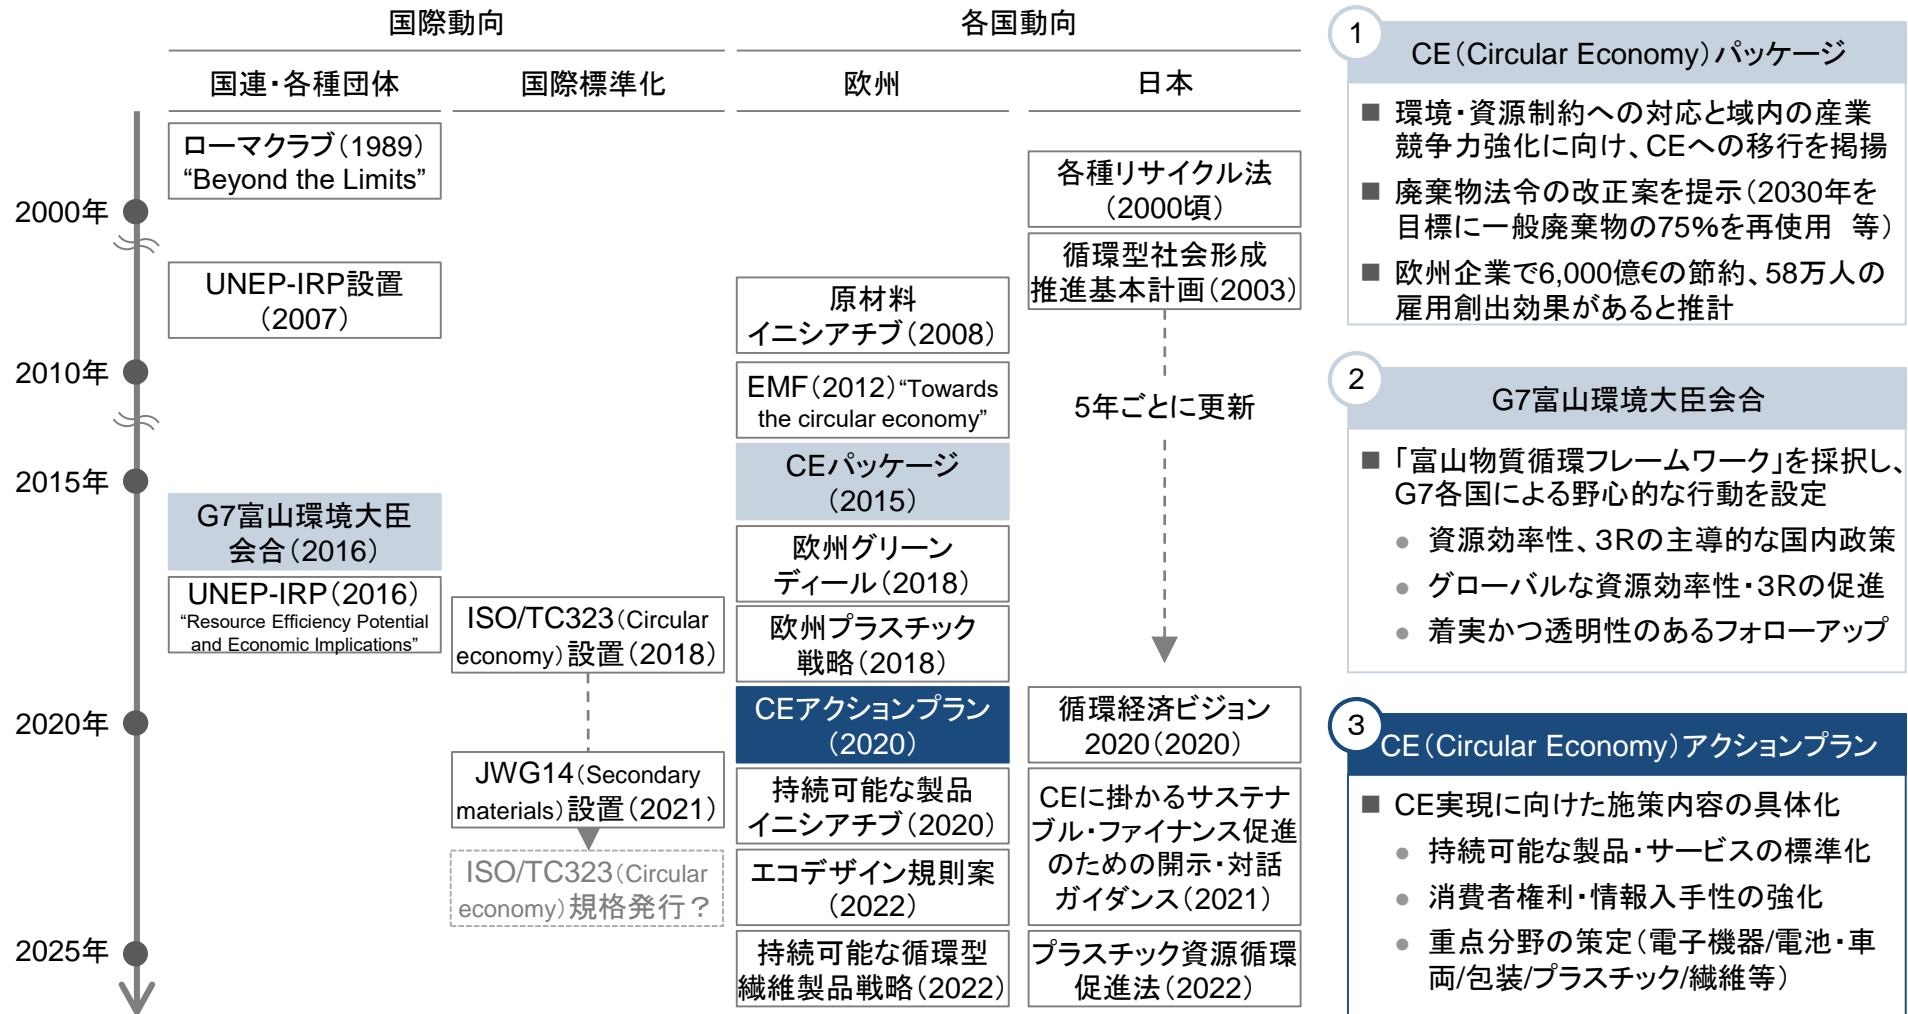 国際動向
各国動向
国連・各種団体
国際標準化
欧州
日本
2000年
2010年
2015年
2020年
2025年
ローマクラブ（1989）
“Beyond the Limits”
UNEP-IRP設置
（2007）
G7富山環境大臣
会合（2016）
UNEP-IRP（2016）
“Resource Efficiency Potential
and Economic Implications”
ISO/TC323（Circular
economy）設置（2018）
JWG14（Secondary
materials）設置（2021）
ISO/TC323（Circular
economy）規格発行？
原材料
イニシアチブ（2008）
EMF（2012）“Towards
the circular economy”
CEパッケージ
（2015）
欧州グリーン
ディール（2018）
欧州プラスチック
戦略（2018）
CEアクションプラン
（2020）
持続可能な製品
イニシアチブ（2020）
エコデザイン規則案
（2022）
持続可能な循環型
繊維製品戦略（2022）
各種リサイクル法
（2000頃）
循環型社会形成
推進基本計画（2003）
5年ごとに更新
循環経済ビジョン
2020（2020）
CEに掛かるサステナ
ブル・ファイナンス促進
のための開示・対話
ガイダンス（2021）
プラスチック資源循環
促進法（2022）
1
CE（Circular Economy）パッケージ
■ 環境・資源制約への対応と域内の産業
競争力強化に向け、CEへの移行を掲揚
■ 廃棄物法令の改正案を提示（2030年を
目標に一般廃棄物の75%を再使用　等）
■ 欧州企業で6,000億€の節約、58万人の
雇用創出効果があると推計
2
G7富山環境大臣会合
■ 「富山物質循環フレームワーク」を採択し、
G7各国による野心的な行動を設定
● 資源効率性、3Rの主導的な国内政策
● グローバルな資源効率性・3Rの促進
● 着実かつ透明性のあるフォローアップ
3
CE（Circular Economy）アクションプラン
■ CE実現に向けた施策内容の具体化
● 持続可能な製品・サービスの標準化
● 消費者権利・情報入手性の強化
● 重点分野の策定（電子機器/電池・車
両/包装/プラスチック/繊維等）